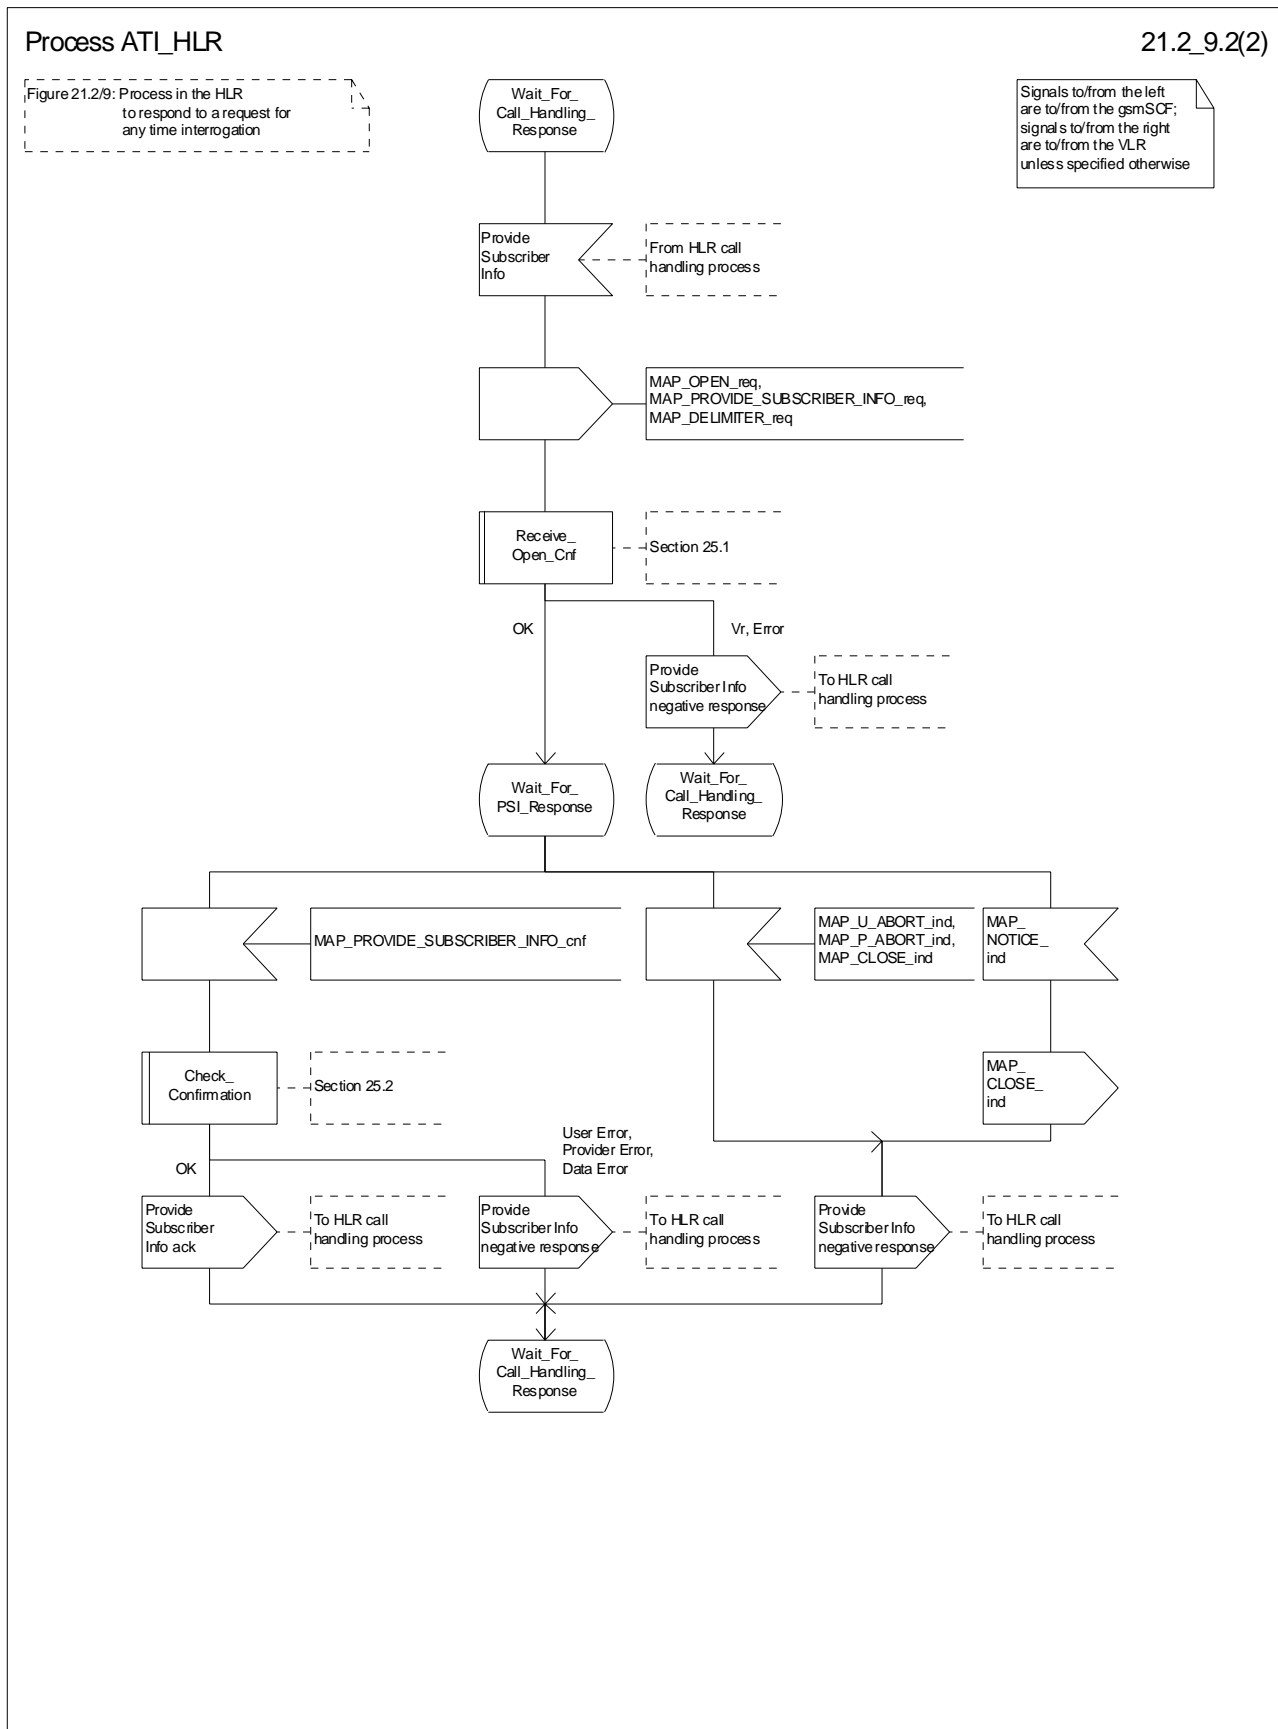 Process ATI_HLR
21.2_9.2(2)
Figure 21.2/9: Process in the HLR
to respond to a request for
any time interrogation
Wait_For_
Call_Handling_
Response
Signals to/from the left
are to/from the gsmSCF;
signals to/from the right
are to/from the VLR
unless specified otherwise
Provide
Subscriber
Info
From HLR call
handling process
MAP_OPEN_req,
MAP_PROVIDE_SUBSCRIBER_INFO_req,
MAP_DELIMITER_req
Receive_
Open_Cnf
Section 25.1
OK
Vr, Error
Provide
Subscriber Info
negative response
To HLR call
handling process
Wait_For_
PSI_Response
Wait_For_
Call_Handling_
Response
MAP_PROVIDE_SUBSCRIBER_INFO_cnf
MAP_U_ABORT_ind,
MAP_P_ABORT_ind,
MAP_CLOSE_ind
MAP_
NOTICE_
ind
Check_
Confirmation
Section 25.2
MAP_
CLOSE_
ind
OK
User Error,
Provider Error,
Data Error
Provide
Subscriber
Info ack
To HLR call
handling process
Provide
Subscriber Info
negative response
To HLR call
handling process
Provide
Subscriber Info
negative response
To HLR call
handling process
Wait_For_
Call_Handling_
Response